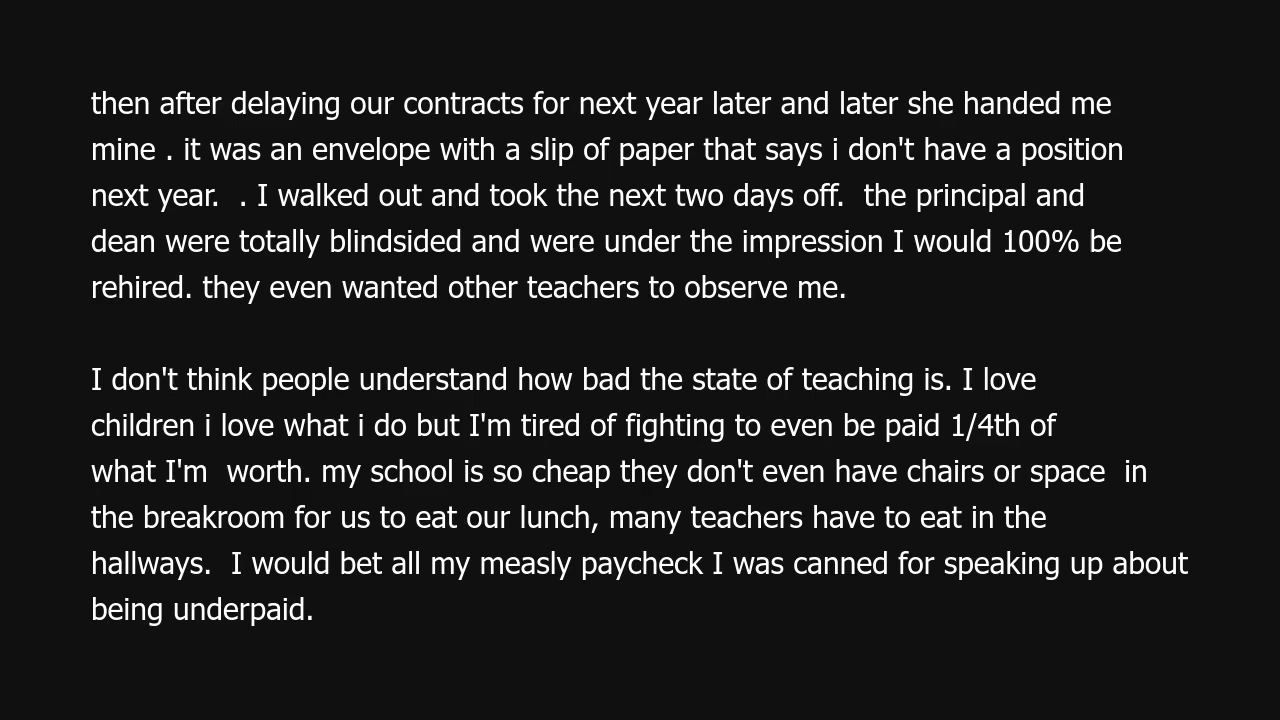 then after delaying our contracts for next year later and later she handed me
mine . it was an envelope with a slip of paper that says i don't have a position
next year.  . I walked out and took the next two days off.  the principal and
dean were totally blindsided and were under the impression I would 100% be
rehired. they even wanted other teachers to observe me.

I don't think people understand how bad the state of teaching is. I love
children i love what i do but I'm tired of fighting to even be paid 1/4th of
what I'm  worth. my school is so cheap they don't even have chairs or space  in
the breakroom for us to eat our lunch, many teachers have to eat in the
hallways.  I would bet all my measly paycheck I was canned for speaking up about
being underpaid.